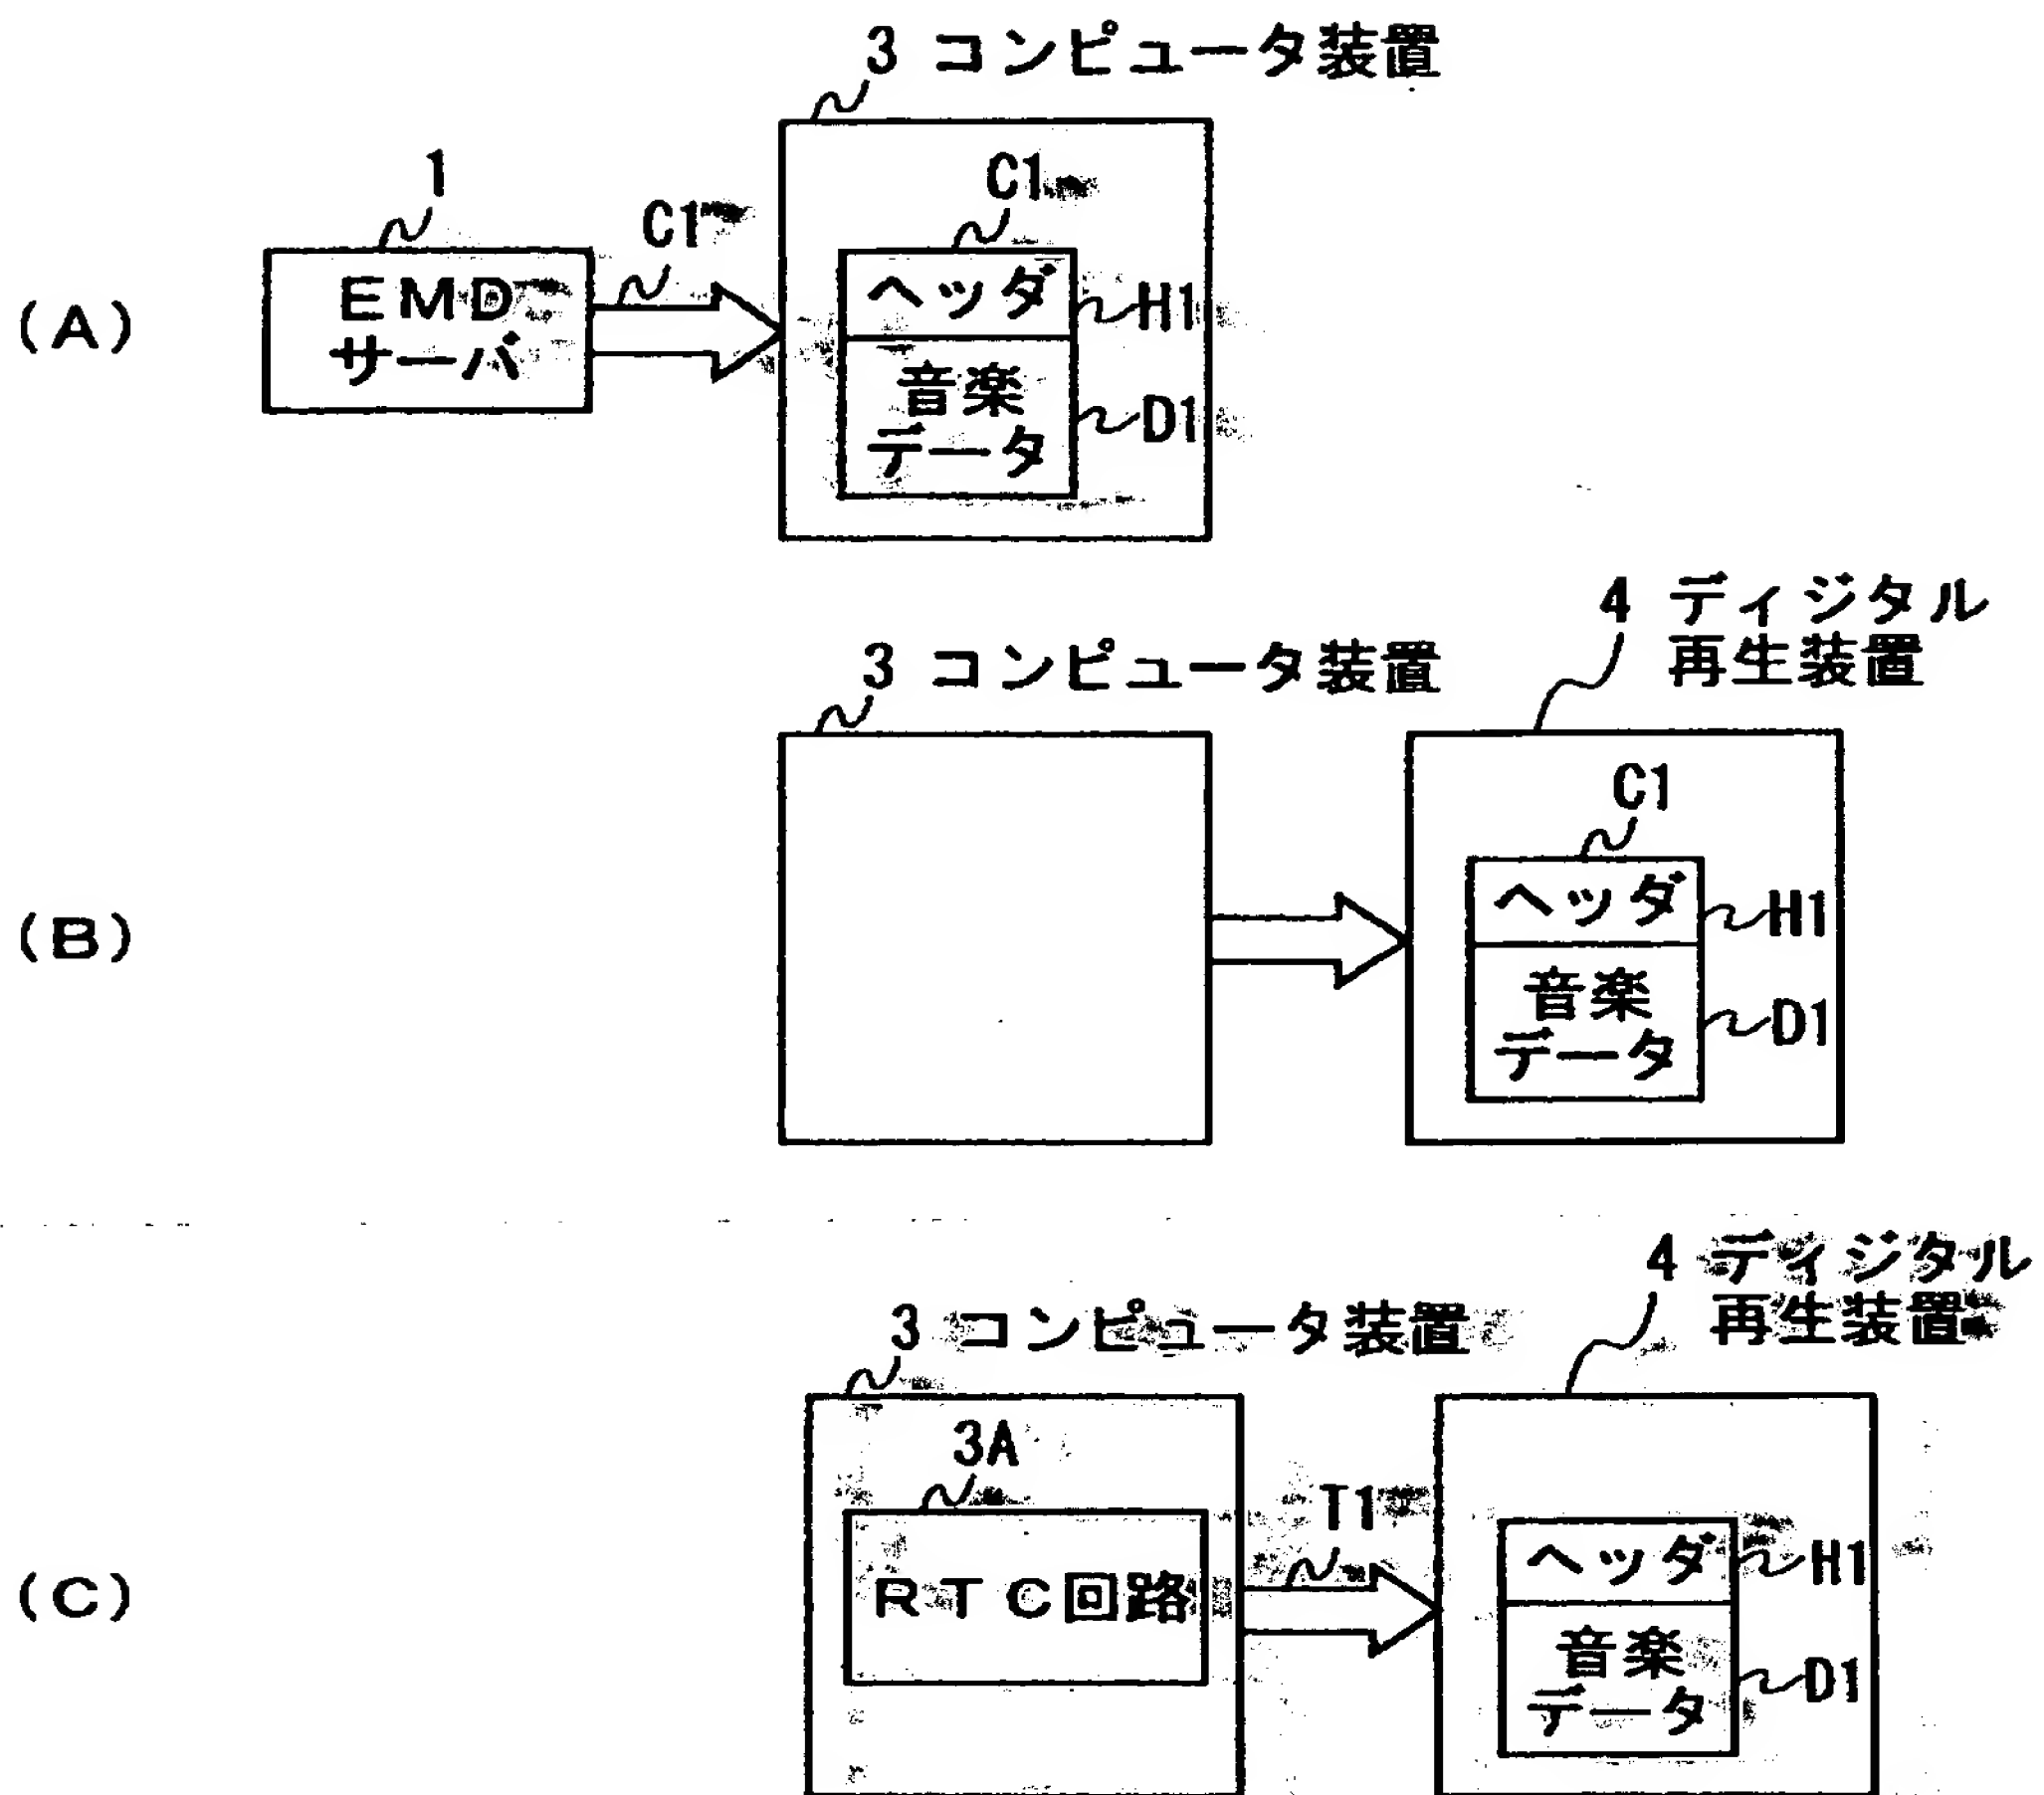 3 コンピュータ装置
1
C1
C1
(A)
EMD
サーバ
ヘッダ
H1
音楽
データ
D1
4 ディジタル
再生装置
3 コンピュータ装置
C1
(B)
ヘッダ
H1
音楽
データ
D1
4 ディジタル
再生装置
3 コンピュータ装置
3A
T1
(C)
RTC回路
ヘッダ
H1
音楽
データ
D1